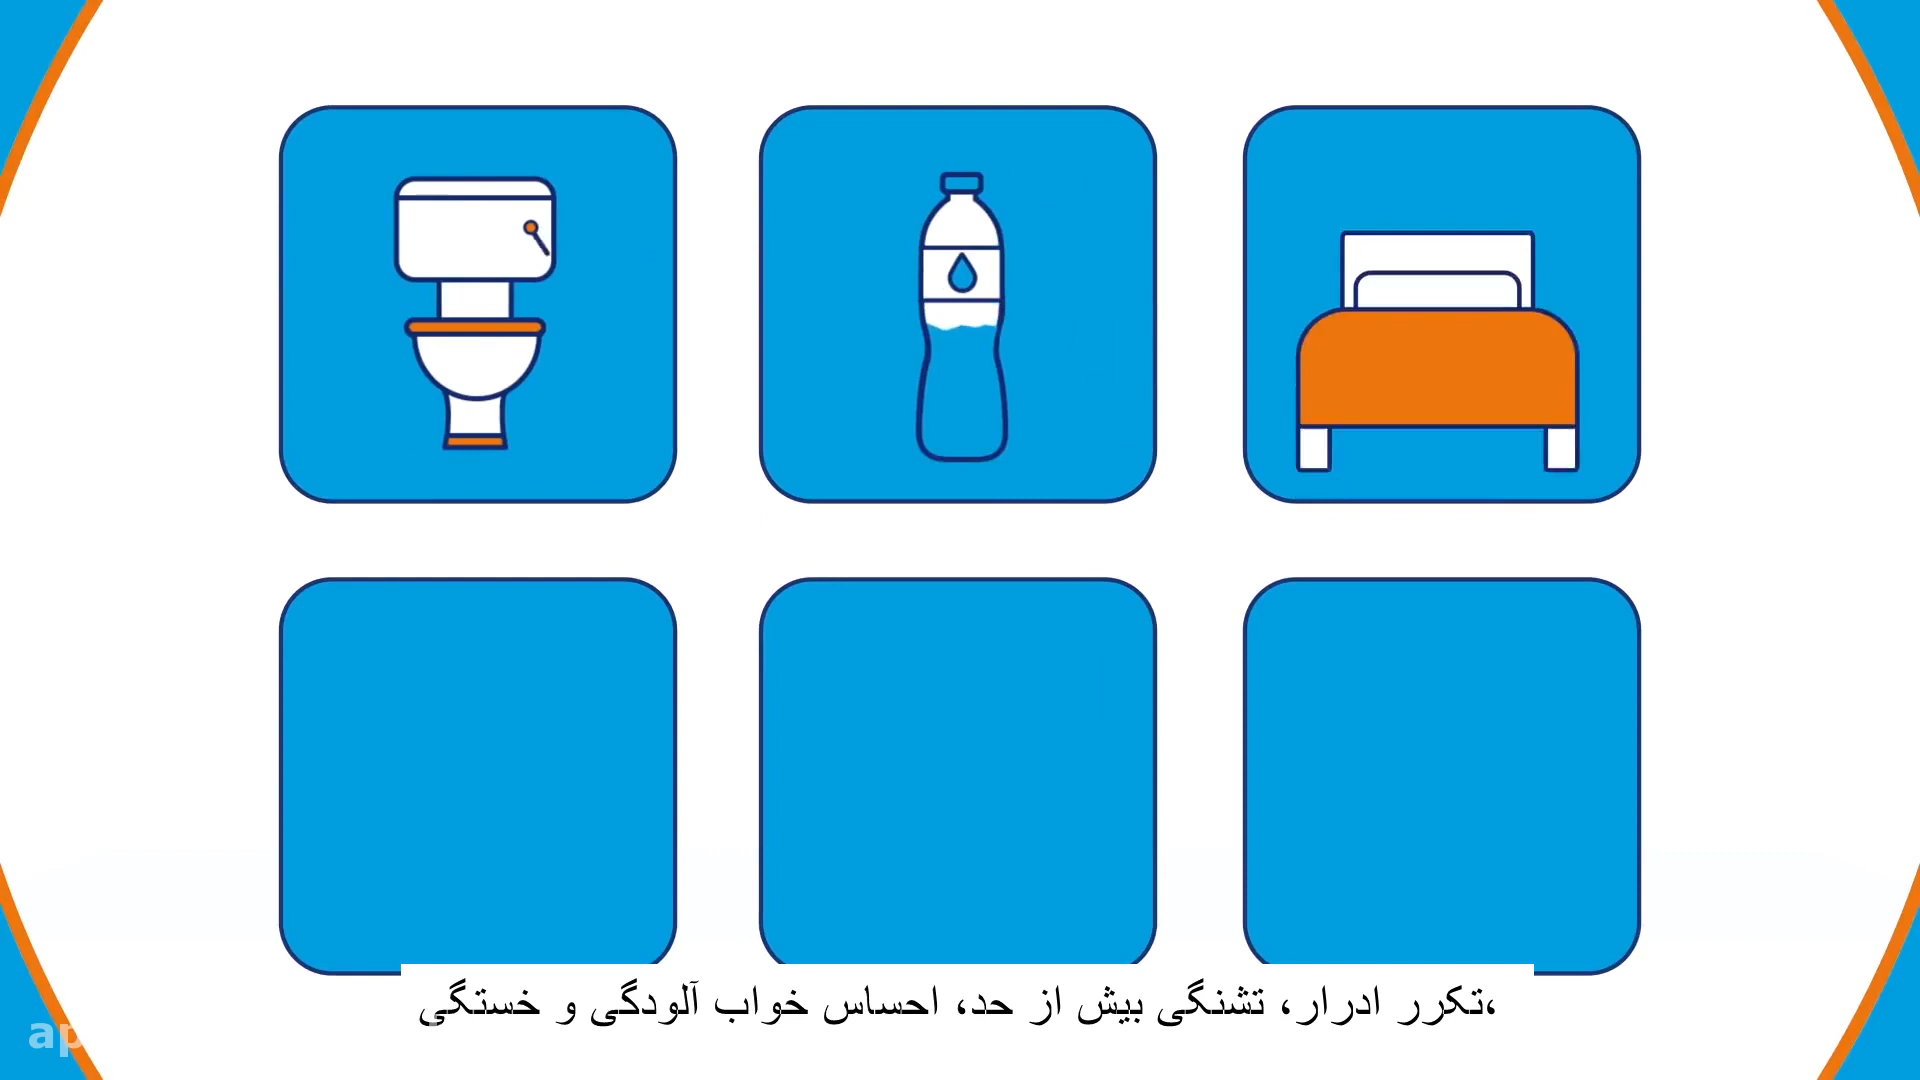 تکرر ادرار، تشنگی بیش از حد، احساس خواب آلودگی و خستگی،